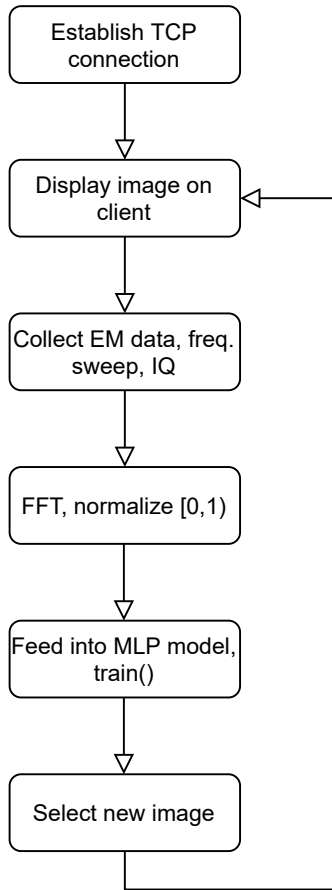 Establish TCP
connection
Display image on
client
Collect EM data, freq.
sweep, IQ
FFT, normalize [0,1)
Feed into MLP model,
train()
Select new image